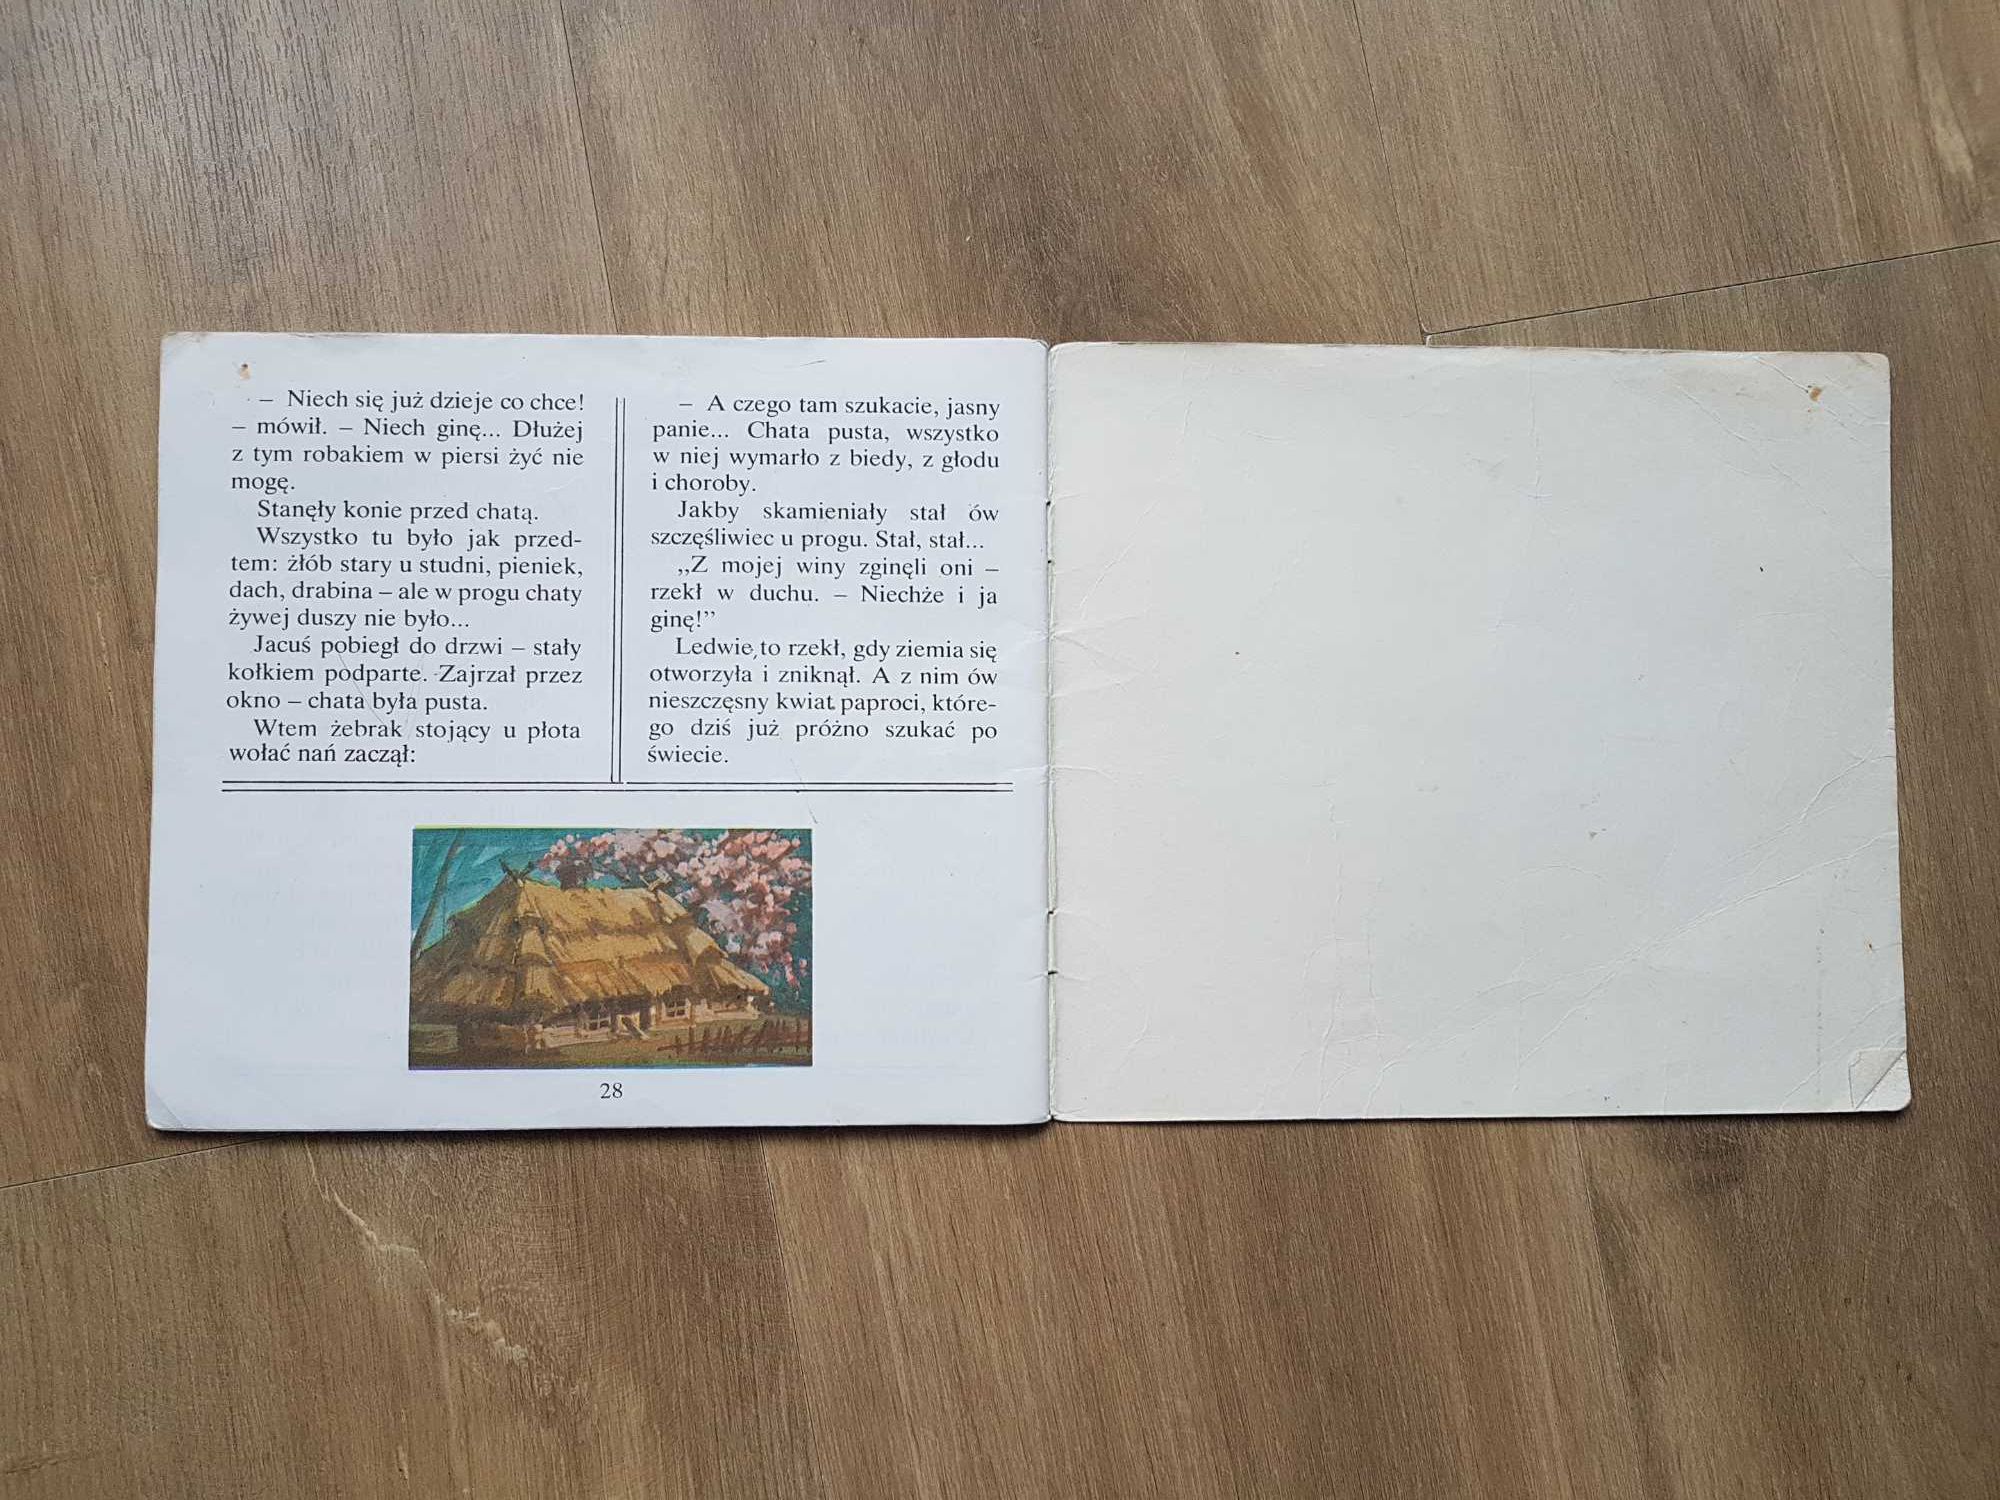 – Niech się już dzieje co chce!
– mówił. – Niech ginę... Dłużej
z tym robakiem w piersi żyć nie
mogę.
Stanęły konie przed chatą.
Wszystko tu było jak przed-
tem: żłób stary u studni, pieniek,
dach, drabina – ale w progu chaty
żywej duszy nie było...
Jacuś pobiegł do drzwi – stały
kołkiem podparte. Zajrzał przez
okno – chata była pusta.
Wtem żebrak stojący u płota
wołać nań zaczął:
– A czego tam szukacie, jasny
panie... Chata pusta, wszystko
w niej wymarło z biedy, z głodu
i choroby.
Jakby skamieniały stał ów
szczęśliwiec u progu. Stał, stał...
„Z mojej winy zginęli oni –
rzekł w duchu. – Niechże i ja
ginę!”
Ledwie to rzekł, gdy ziemia się
otworzyła i zniknął. A z nim ów
nieszczęsny kwiat paproci, które-
go dziś już próżno szukać po
świecie.
28